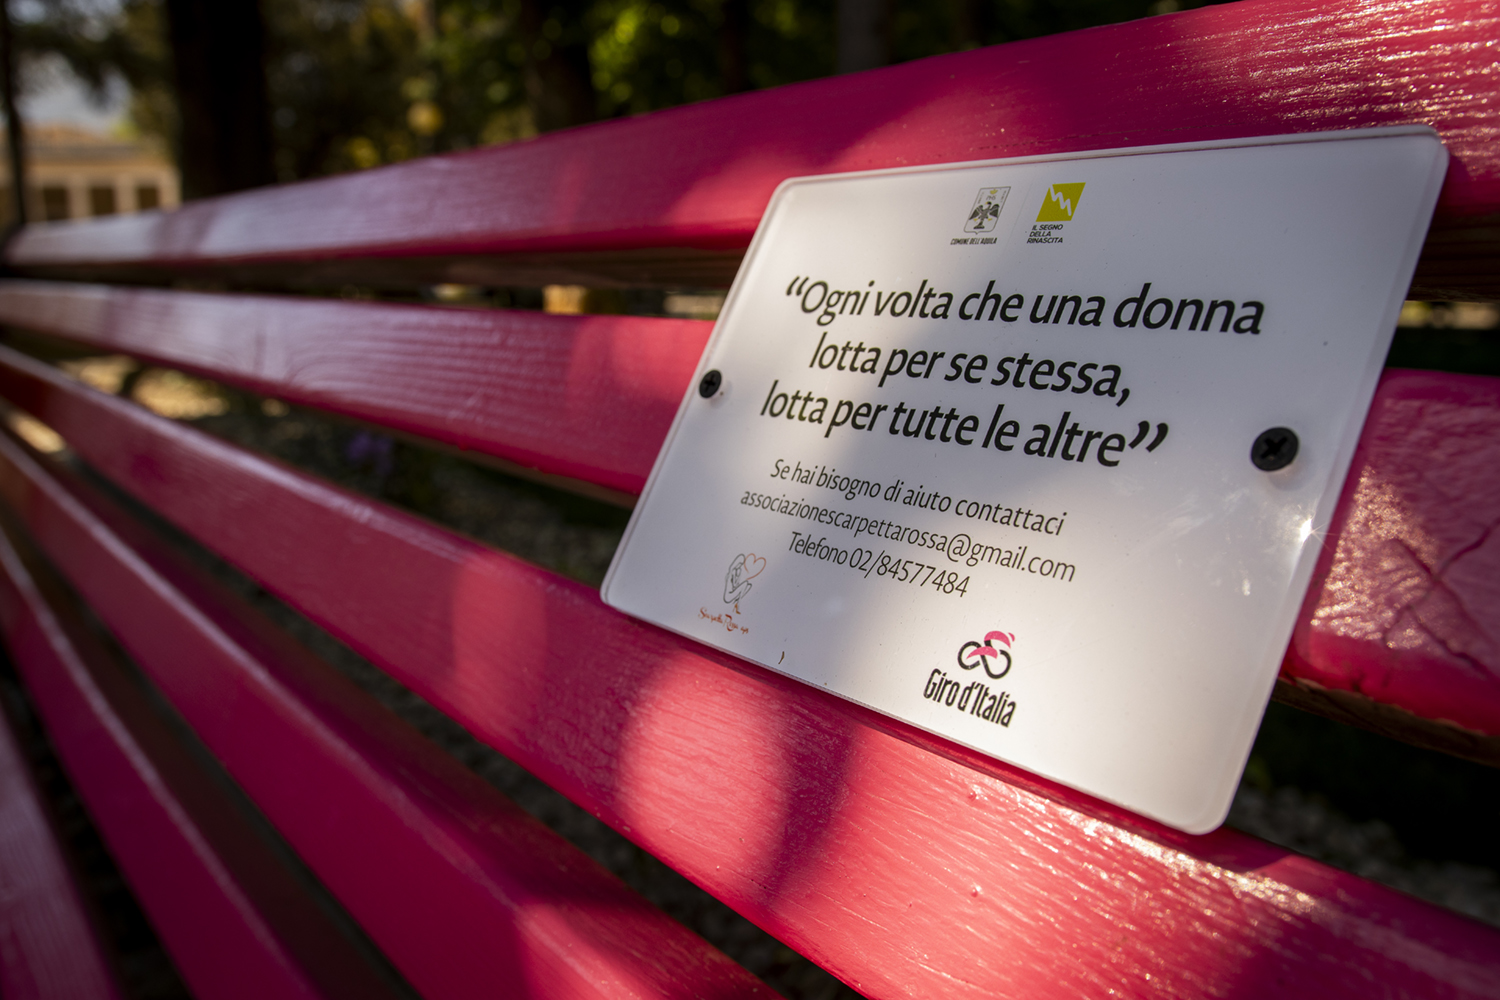 COMUNE DELL'AQUILA
IL SEGNO
DELLA
RINASCITA
“Ogni volta che una donna
lotta per se stessa,
lotta per tutte le altre”
Se hai bisogno di aiuto contattaci
associazionescarpettarossa@gmail.com
Telefono 02/84577484
Giro d'Italia